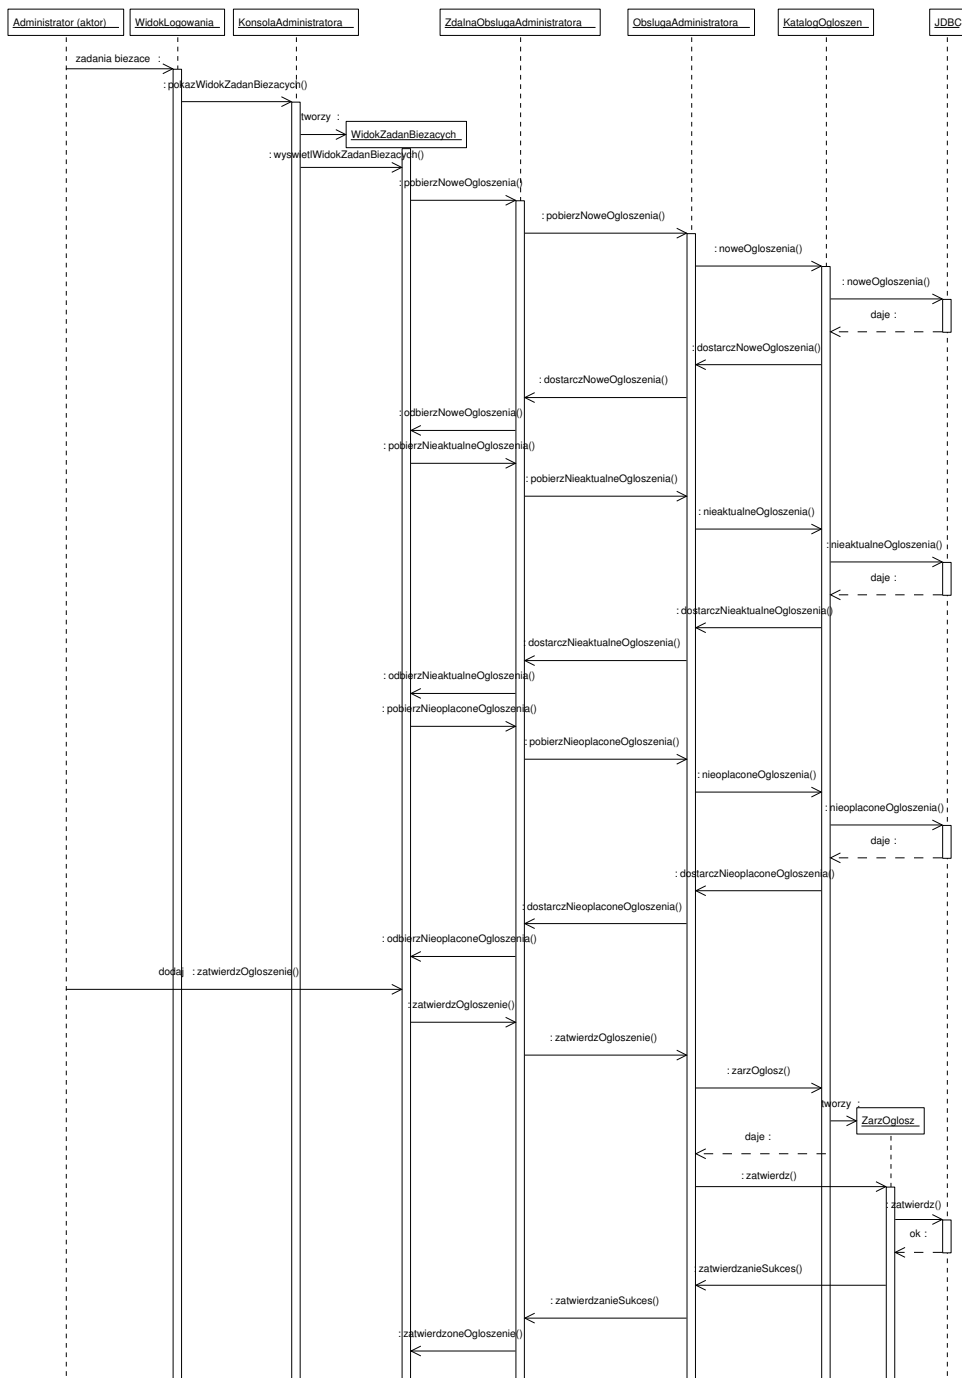 Administrator (aktor)
WidokLogowania
KonsolaAdministratora
ZdalnaObslugaAdministratora
ObslugaAdministratora
KatalogOgloszen
JDBC
zadania biezace :
: pokazWidokZadanBiezacych()
tworzy :
WidokZadanBiezacych
: wyswietlWidokZadanBiezacych()
: pobierzNoweOgloszenia()
: pobierzNoweOgloszenia()
: noweOgloszenia()
: noweOgloszenia()
daje :
: dostarczNoweOgloszenia()
: dostarczNoweOgloszenia()
: odbierzNoweOgloszenia()
: pobierzNieaktualneOgloszenia()
: pobierzNieaktualneOgloszenia()
: nieaktualneOgloszenia()
: nieaktualneOgloszenia()
daje :
: dostarczNieaktualneOgloszenia()
: dostarczNieaktualneOgloszenia()
: odbierzNieaktualneOgloszenia()
: pobierzNieoplaconeOgloszenia()
: pobierzNieoplaconeOgloszenia()
: nieoplaconeOgloszenia()
: nieoplaconeOgloszenia()
daje :
: dostarczNieoplaconeOgloszenia()
: dostarczNieoplaconeOgloszenia()
: odbierzNieoplaconeOgloszenia()
dodaj : zatwierdzOgloszenie()
: zatwierdzOgloszenie()
: zatwierdzOgloszenie()
: zarzOglosz()
tworzy :
ZarzOglosz
daje :
: zatwierdz()
: zatwierdz()
ok :
: zatwierdzanieSukces()
: zatwierdzanieSukces()
: zatwierdzoneOgloszenie()